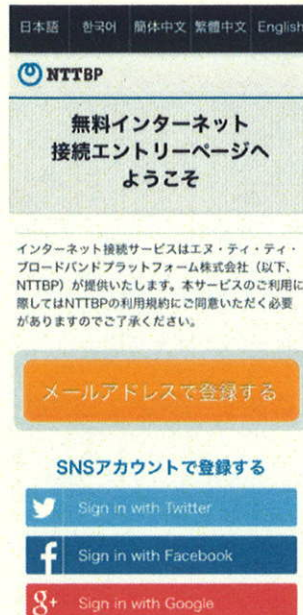 日本語 한국어 簡体中文 繁體中文 English
NTTBP
無料インターネット
接続エントリーページへ
ようこそ
インターネット接続サービスはエヌ・ティ・ティ・
ブロードバンドプラットフォーム株式会社（以下、
NTTBP）が提供いたします。本サービスのご利用に
際してはNTTBPの利用規約にご同意いただく必要
がありますのでご了承ください。
メールアドレスで登録する
SNSアカウントで登録する
Sign in with Twitter
f Sign in with Facebook
g+ Sign in with Google